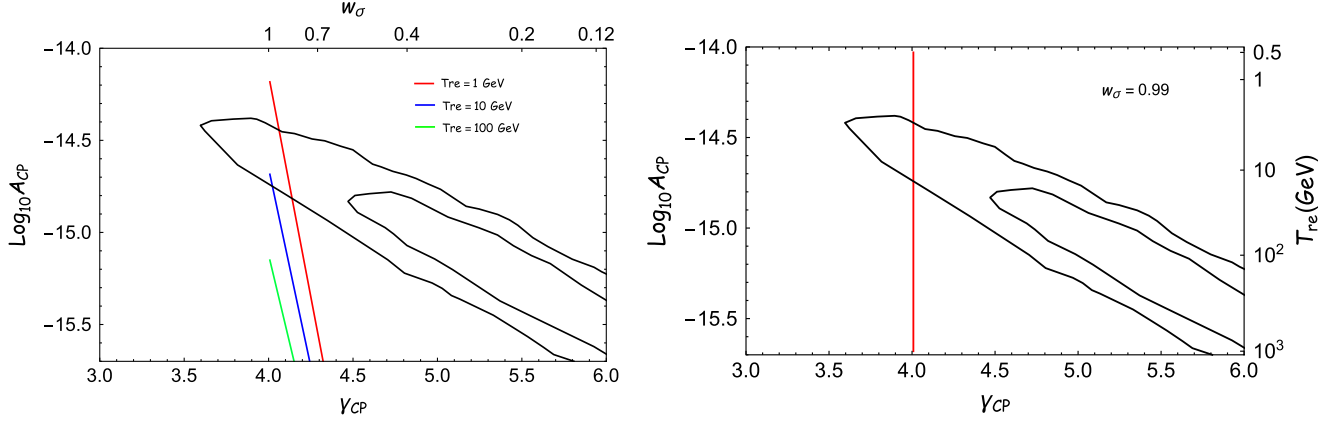 w_σ
1 0.7 0.4 0.2 0.12
−14.0
−14.5
−15.0
−15.5
Log₁₀A_CP
Tre = 1 GeV
Tre = 10 GeV
Tre = 100 GeV
3.0 3.5 4.0 4.5 5.0 5.5 6.0
γ_CP
−14.0
−14.5
−15.0
−15.5
Log₁₀A_CP
w_σ = 0.99
0.5
1
10
10²
10³
T_re(GeV)
3.0 3.5 4.0 4.5 5.0 5.5 6.0
γ_CP